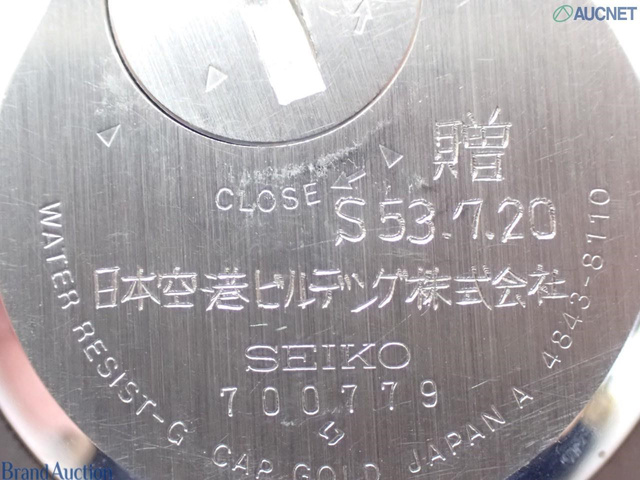 AUCNET
贈
CLOSE
S53.7.20
日本空港ビルデング株式会社
SEIKO
700779
WATER RESIST-G CAP GOLD JAPAN A 4843-8110
Brand Auction